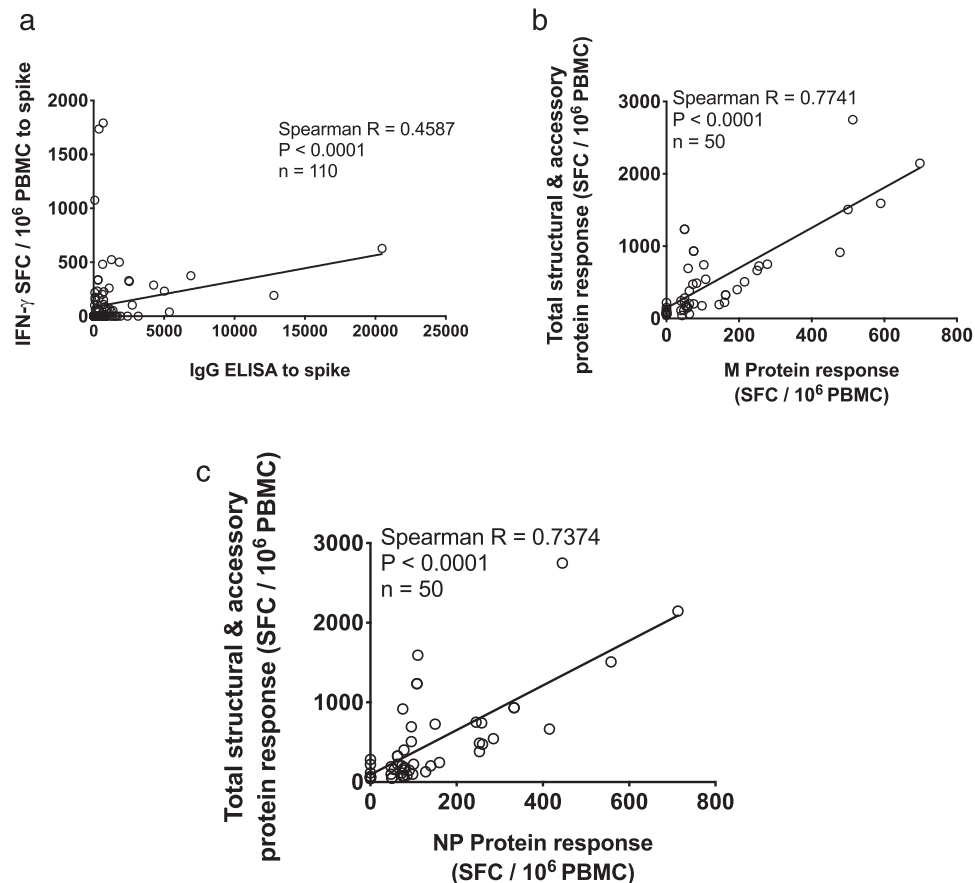 a
IFN-γ SFC / 10⁶ PBMC to spike
2000
1500
1000
500
0
Spearman R = 0.4587
P < 0.0001
n = 110
0 5000 10000 15000 20000 25000
IgG ELISA to spike
b
Total structural & accessory
protein response (SFC / 10⁶ PBMC)
3000
2000
1000
0
Spearman R = 0.7741
P < 0.0001
n = 50
0 200 400 600 800
M Protein response
(SFC / 10⁶ PBMC)
c
Total structural & accessory
protein response (SFC / 10⁶ PBMC)
3000
2000
1000
0
Spearman R = 0.7374
P < 0.0001
n = 50
0 200 400 600 800
NP Protein response
(SFC / 10⁶ PBMC)